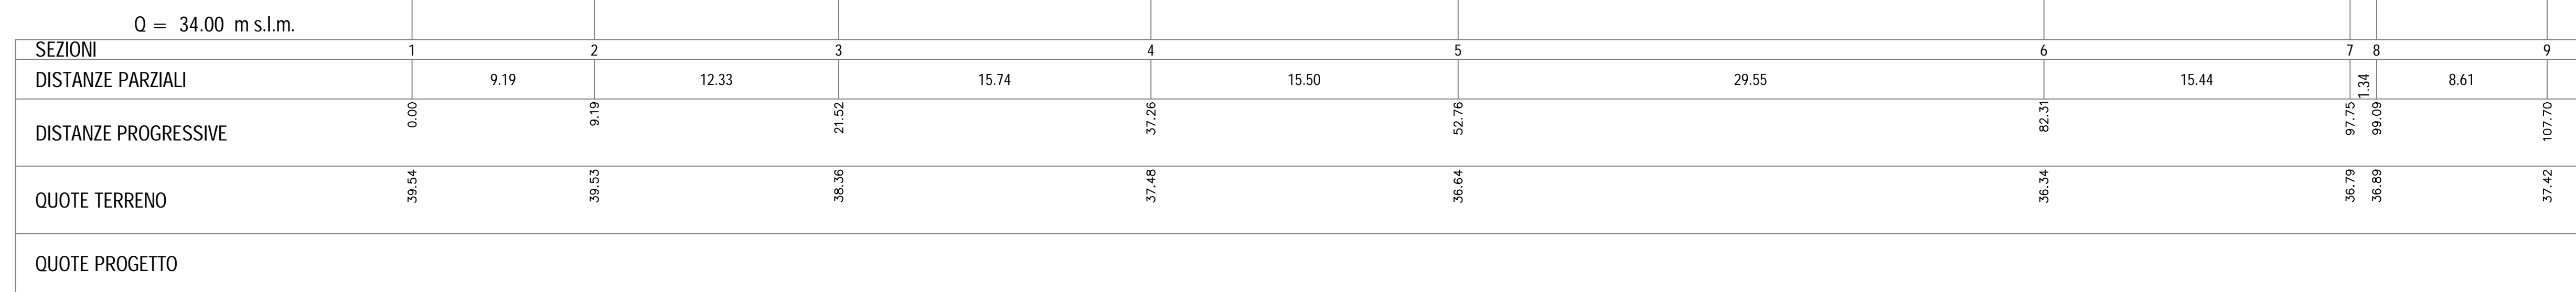 Q = 34.00 m s.l.m.
SEZIONI 1 2 3 4 5 6 7 8 9
DISTANZE PARZIALI 9.19 12.33 15.74 15.50 29.55 15.44 1.34 8.61
DISTANZE PROGRESSIVE 0.00 9.19 21.52 37.26 52.76 82.31 97.75 99.09 107.70
QUOTE TERRENO 39.54 39.53 38.36 37.48 36.64 36.34 36.79 36.89 37.42
QUOTE PROGETTO